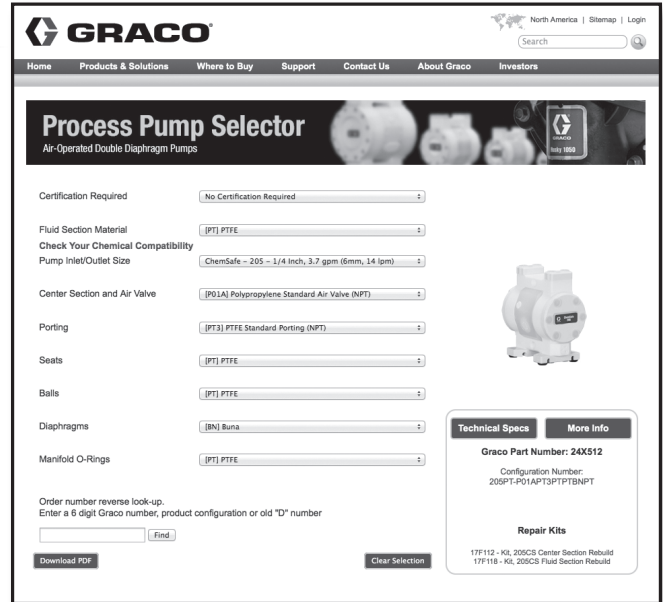 GRACO
North America | Sitemap | Login
Search
Home Products & Solutions Where to Buy Support Contact Us About Graco Investors
Process Pump Selector
Air-Operated Double Diaphragm Pumps
GRACO
Husky 1050
Certification Required No Certification Required
Fluid Section Material [PT] PTFE
Check Your Chemical Compatibility
Pump Inlet/Outlet Size ChemSafe – 205 – 1/4 Inch, 3.7 gpm (6mm, 14 lpm)
Center Section and Air Valve [P01A] Polypropylene Standard Air Valve (NPT)
Porting [PT3] PTFE Standard Porting (NPT)
Seats [PT] PTFE
Balls [PT] PTFE
Diaphragms [BN] Buna
Manifold O-Rings [PT] PTFE
Order number reverse look-up.
Enter a 6 digit Graco number, product configuration or old "D" number
Find
Download PDF Clear Selection
Technical Specs More Info
Graco Part Number: 24X512
Configuration Number:
205PT-P01APT3PTPTBNPT
Repair Kits
17F112 - Kit, 205CS Center Section Rebuild
17F118 - Kit, 205CS Fluid Section Rebuild